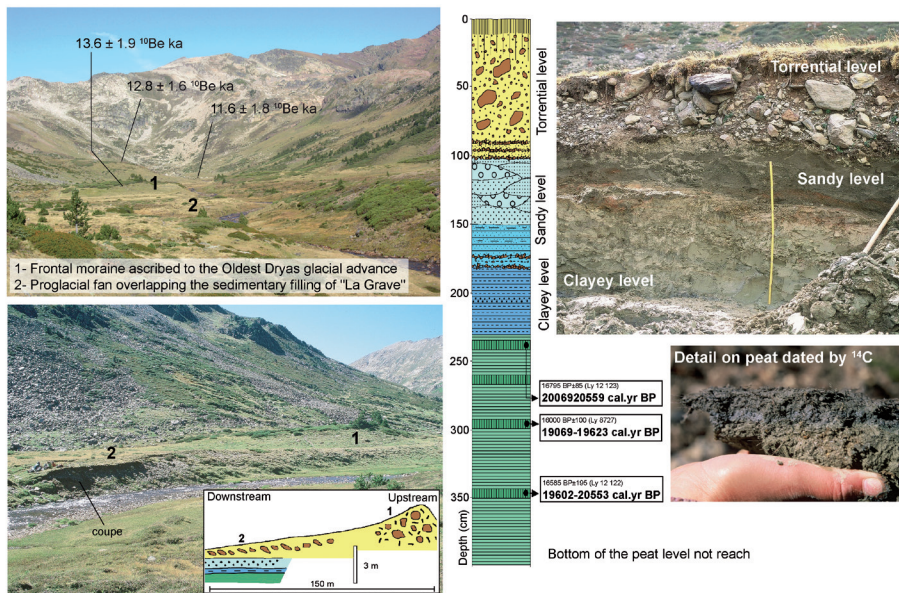 13.6 ± 1.9 ¹⁰Be ka
12.8 ± 1.6 ¹⁰Be ka
11.6 ± 1.8 ¹⁰Be ka
1
2
1- Frontal moraine ascribed to the Oldest Dryas glacial advance
2- Proglacial fan overlapping the sedimentary filling of "La Grave"
2
1
coupe
Downstream
Upstream
1
2
3 m
150 m
0
50
100
150
200
250
300
350
Depth (cm)
Torrential level
Sandy level
Clayey level
16795 BP±85 (Ly 12 123)
2006920559 cal.yr BP
16000 BP±100 (Ly 8727)
19069-19623 cal.yr BP
16585 BP±195 (Ly 12 122)
19602-20553 cal.yr BP
Bottom of the peat level not reach
Torrential level
Sandy level
Clayey level
Detail on peat dated by ¹⁴C